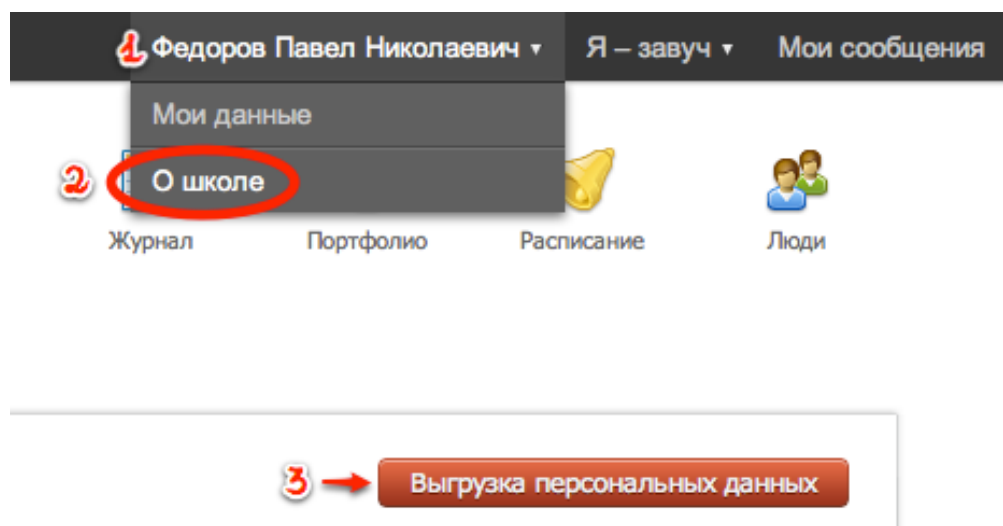 1 Федоров Павел Николаевич ▾ Я – завуч ▾ Мои сообщения
Мои данные
2 О школе
Журнал Портфолио Расписание Люди
3 Выгрузка персональных данных